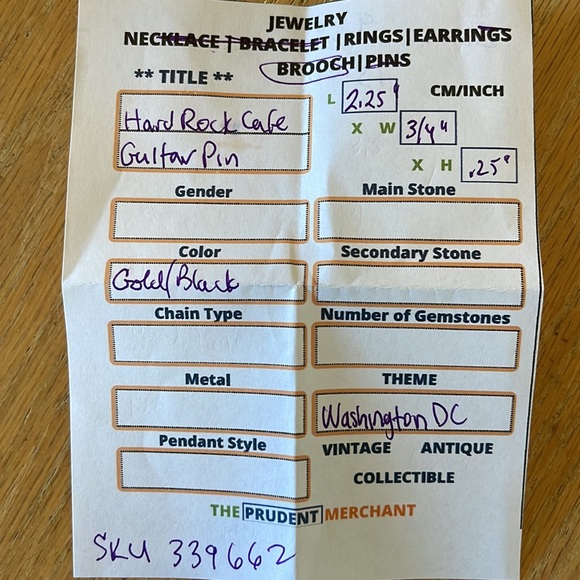 JEWELRY
NECKLACE | BRACELET |RINGS|EARRINGS
BROOCH|PINS
** TITLE **
CM/INCH
L 2.25"
Hard Rock Cafe
X W 3/4"
Guitar Pin
X H .25"
Gender Main Stone
Color Secondary Stone
Gold/Black
Chain Type Number of Gemstones
Metal THEME
Washington DC
Pendant Style VINTAGE ANTIQUE
COLLECTIBLE
THE PRUDENT MERCHANT
SKU 339662